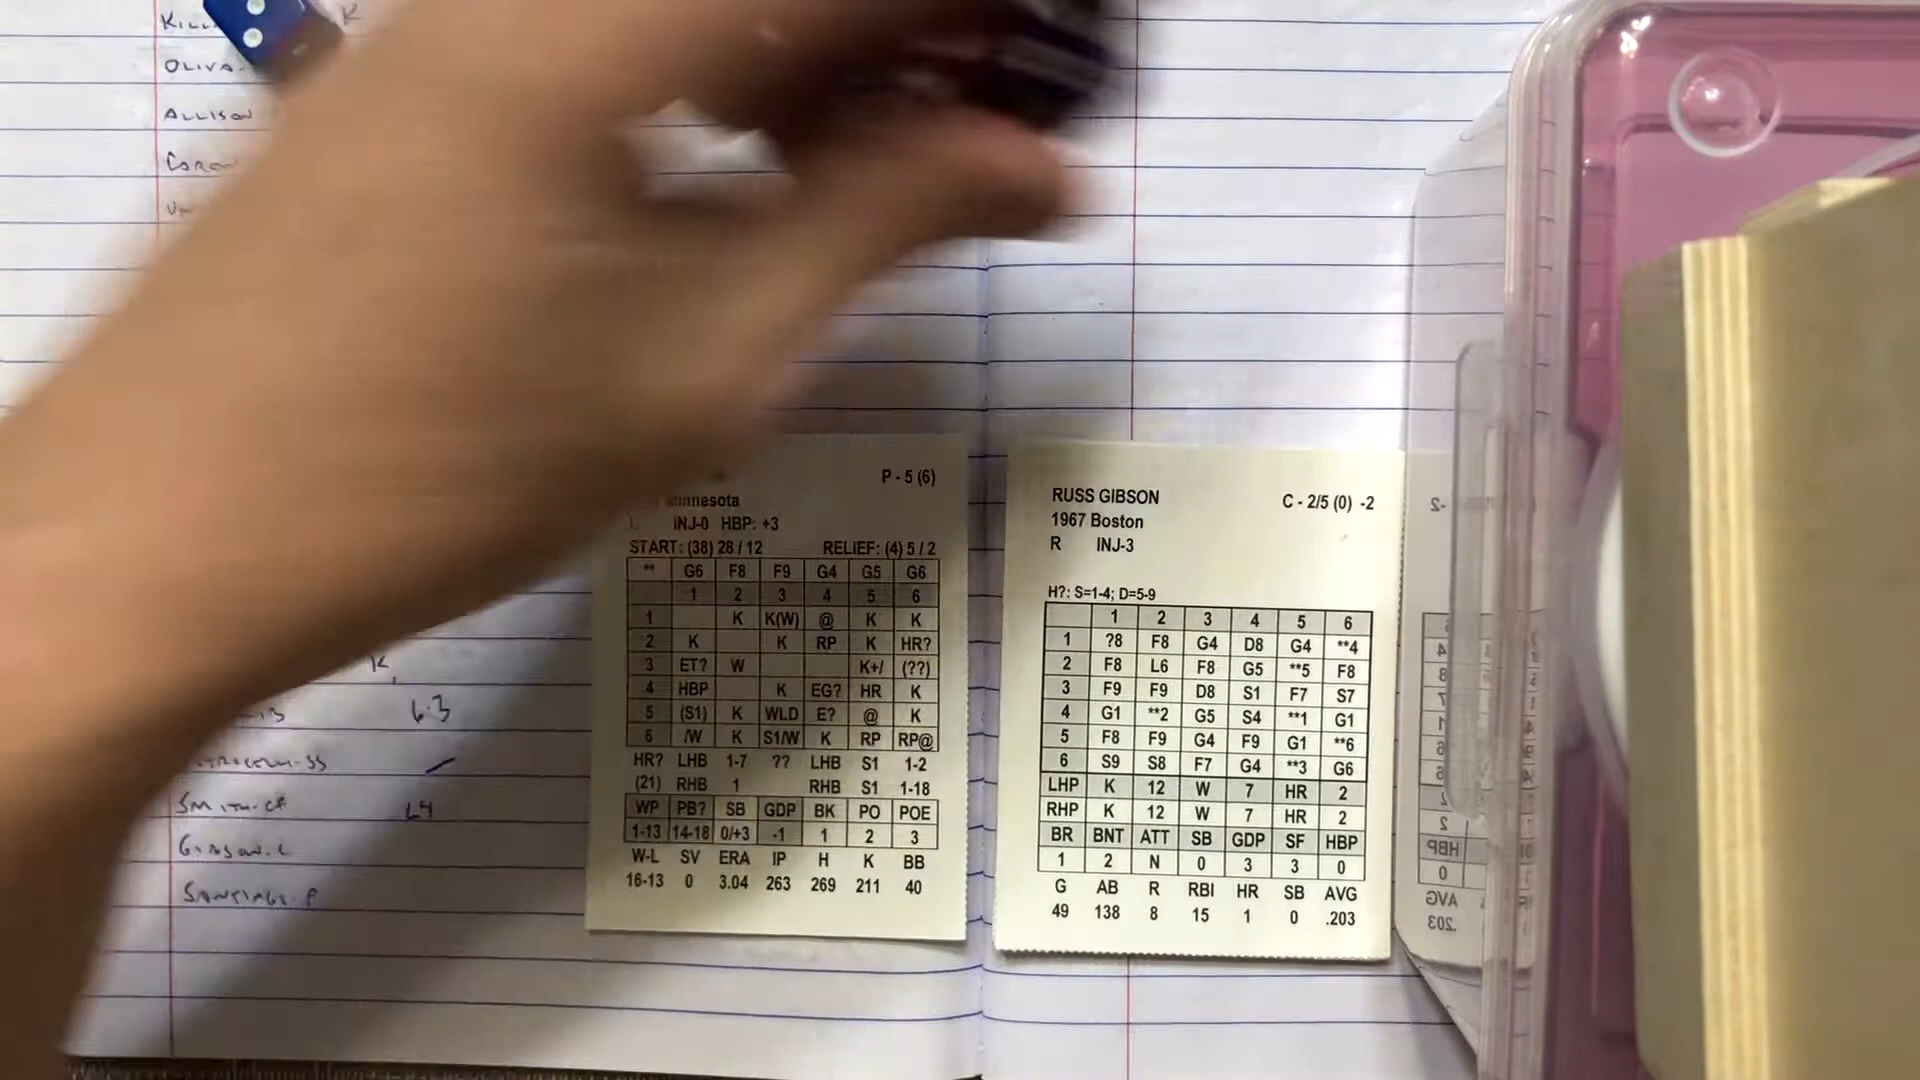 OLIVA
ALLISON
K
6-3
SMITH-CF L4
GIBSON-C
SANTIAGO-P
P - 5 (6)
Minnesota
INJ-0 HBP: +3
START: (38) 28 / 12 RELIEF: (4) 5 / 2
** G6 F8 F9 G4 G5 G6
1 2 3 4 5 6
1 K K(W) @ K K
2 K K RP K HR?
3 ET? W K+/ (??)
4 HBP K EG? HR K
5 (S1) K WLD E? @ K
6 /W K S1/W K RP RP@
HR? LHB 1-7 ?? LHB S1 1-2
(21) RHB 1 RHB S1 1-18
WP PB? SB GDP BK PO POE
1-13 14-18 0/+3 -1 1 2 3
W-L SV ERA IP H K BB
16-13 0 3.04 263 269 211 40
RUSS GIBSON C - 2/5 (0) -2
1967 Boston
R INJ-3
H?: S=1-4; D=5-9
1 2 3 4 5 6
1 ?8 F8 G4 D8 G4 **4
2 F8 L6 F8 G5 **5 F8
3 F9 F9 D8 S1 F7 S7
4 G1 **2 G5 S4 **1 G1
5 F8 F9 G4 F9 G1 **6
6 S9 S8 F7 G4 **3 G6
LHP K 12 W 7 HR 2
RHP K 12 W 7 HR 2
BR BNT ATT SB GDP SF HBP
1 2 N 0 3 3 0
G AB R RBI HR SB AVG
49 138 8 15 1 0 .203